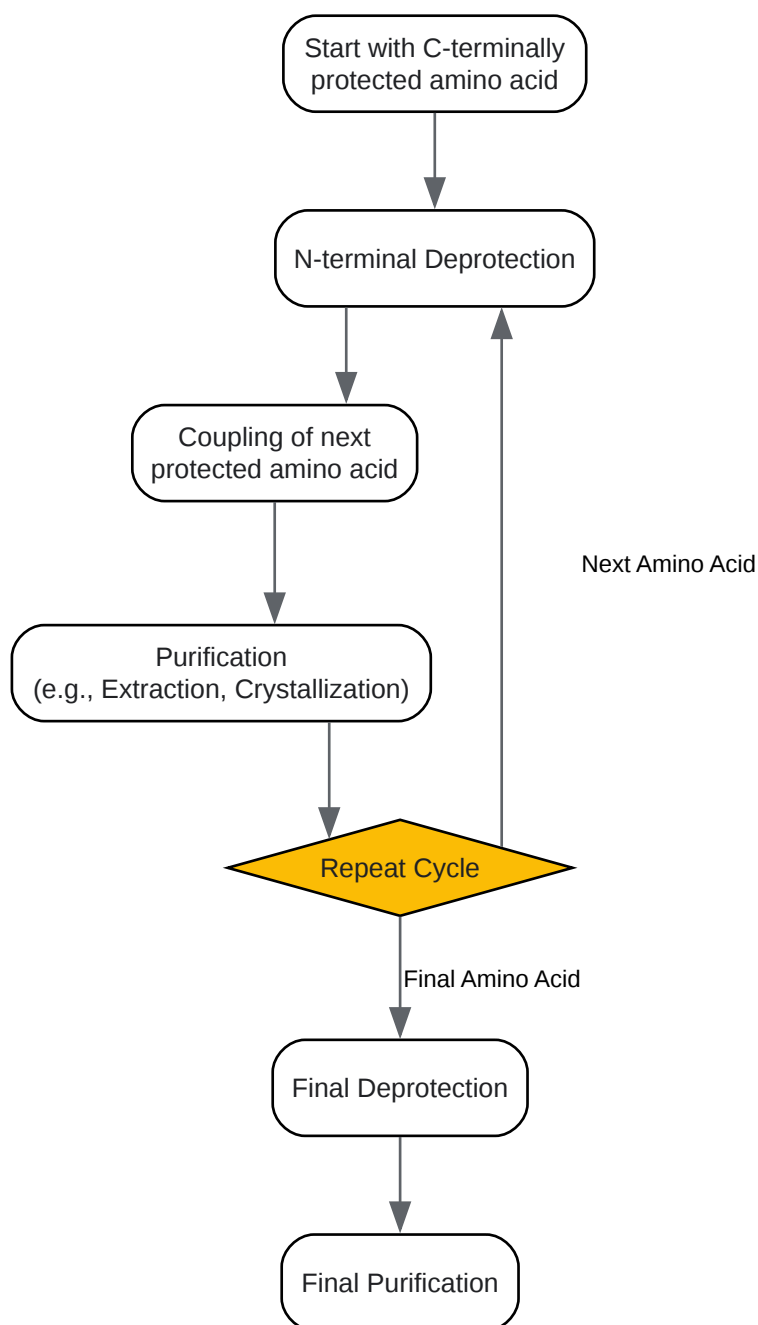 Start with C-terminally
protected amino acid
N-terminal Deprotection
Coupling of next
protected amino acid
Next Amino Acid
Purification
(e.g., Extraction, Crystallization)
Repeat Cycle
Final Amino Acid
Final Deprotection
Final Purification